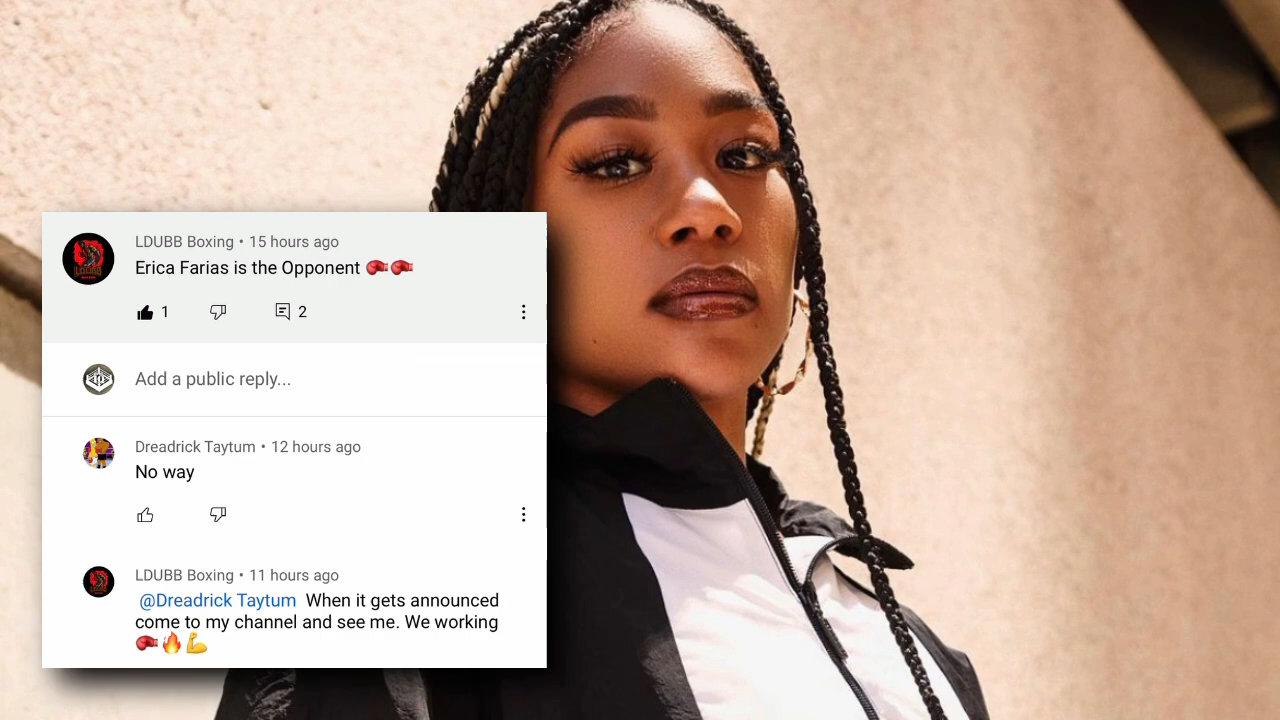 LDUBB Boxing • 15 hours ago
Erica Farias is the Opponent 🥊🥊
1 2
Add a public reply...
Dreadrick Taytum • 12 hours ago
No way
LDUBB Boxing • 11 hours ago
@Dreadrick Taytum When it gets announced
come to my channel and see me. We working
🥊🔥💪